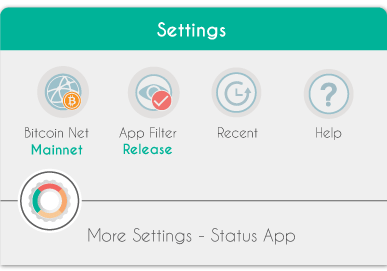 Settings
Bitcoin Net
Mainnet
App Filter
Release
Recent
Help
More Settings - Status App